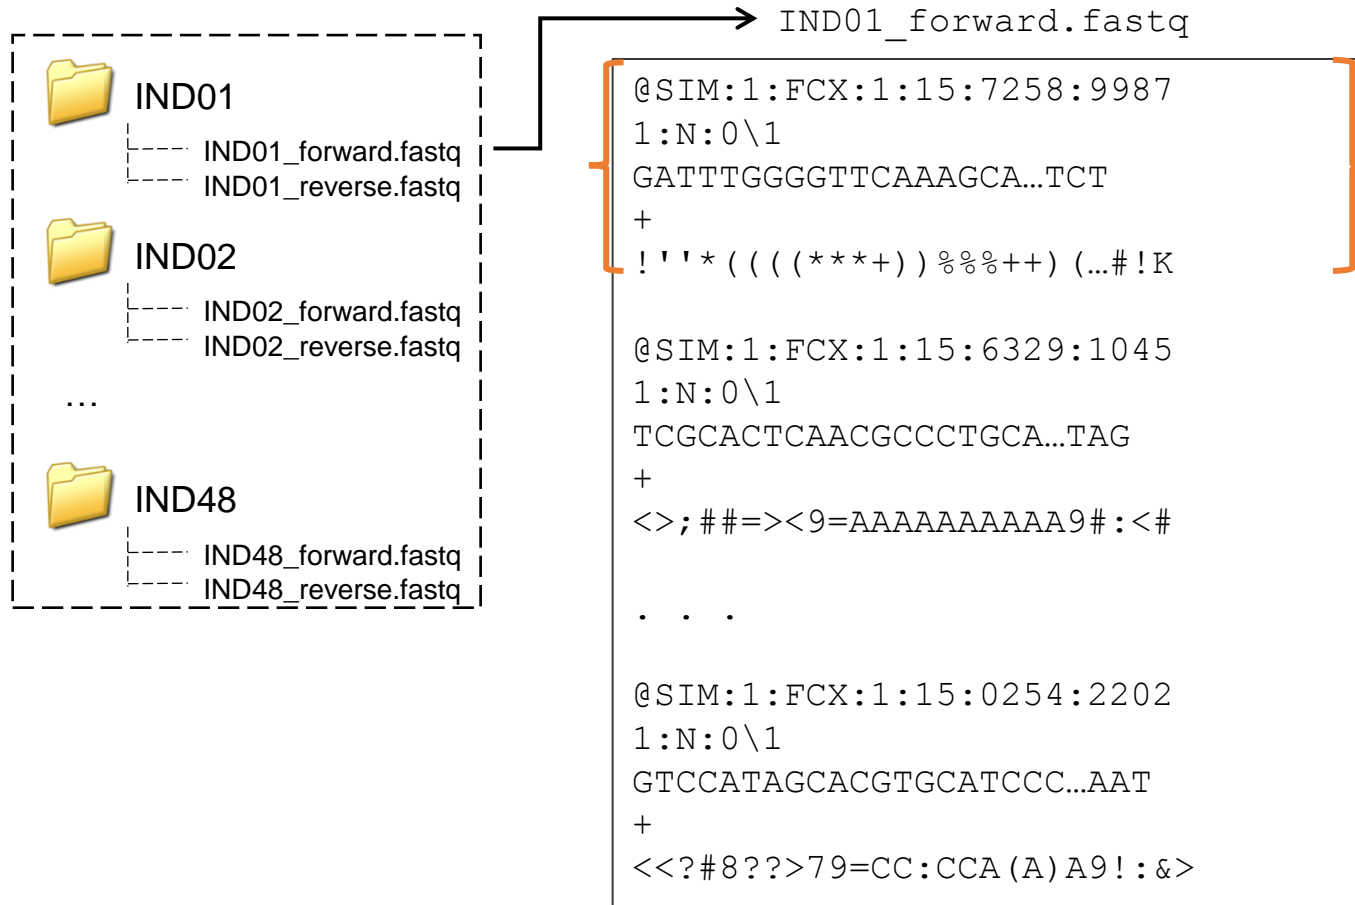 IND01
IND01_forward.fastq
IND01_reverse.fastq
IND02
IND02_forward.fastq
IND02_reverse.fastq
…
IND48
IND48_forward.fastq
IND48_reverse.fastq
IND01_forward.fastq
@SIM:1:FCX:1:15:7258:9987
1:N:0\1
GATTTGGGGTTCAAAGCA…TCT
+
!''*((((***+))%%%++)(…#!K
@SIM:1:FCX:1:15:6329:1045
1:N:0\1
TCGCACTCAACGCCCTGCA…TAG
+
<>;##=><9=AAAAAAAAAA9#:<#
. . .
@SIM:1:FCX:1:15:0254:2202
1:N:0\1
GTCCATAGCACGTGCATCCC…AAT
+
<<?#8??>79=CC:CCA(A)A9!:&>